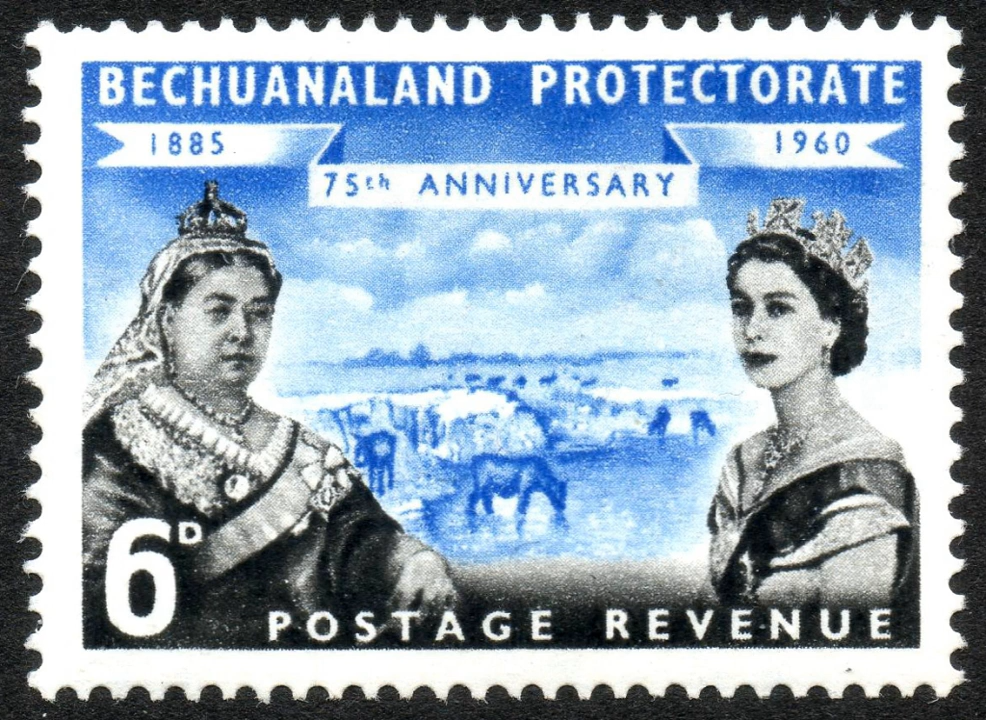 BECHUANALAND PROTECTORATE
1885 1960
75th ANNIVERSARY
6D
POSTAGE REVENUE